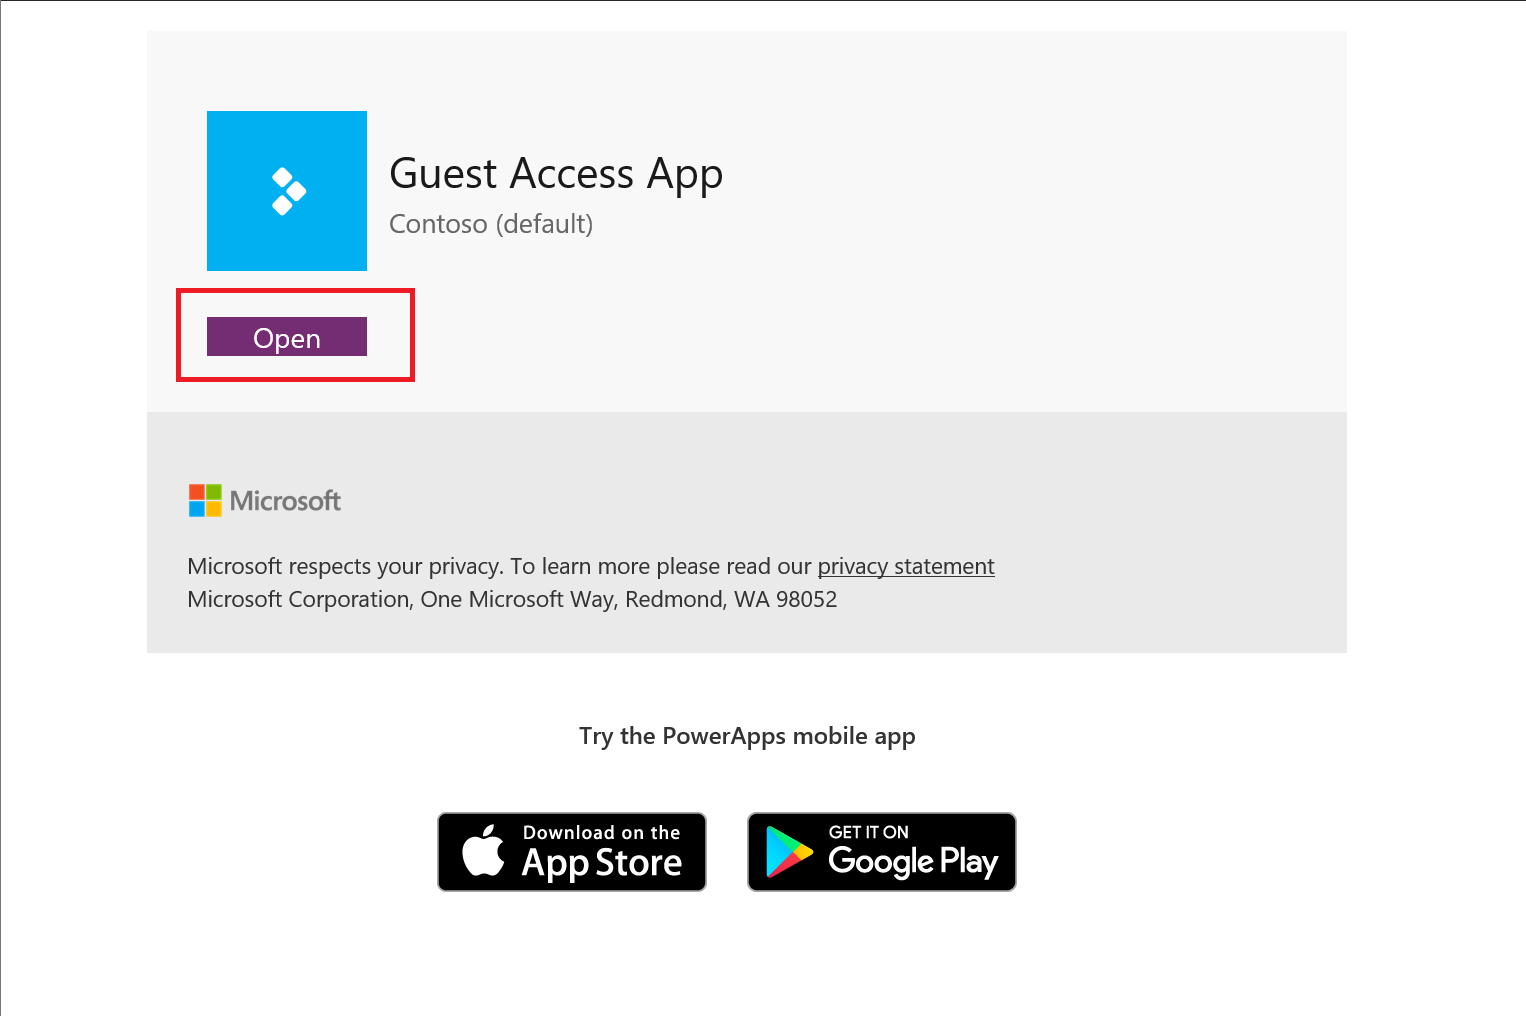 Guest Access App
Contoso (default)
Open
Microsoft
Microsoft respects your privacy. To learn more please read our privacy statement
Microsoft Corporation, One Microsoft Way, Redmond, WA 98052
Try the PowerApps mobile app
Download on the
App Store
GET IT ON
Google Play